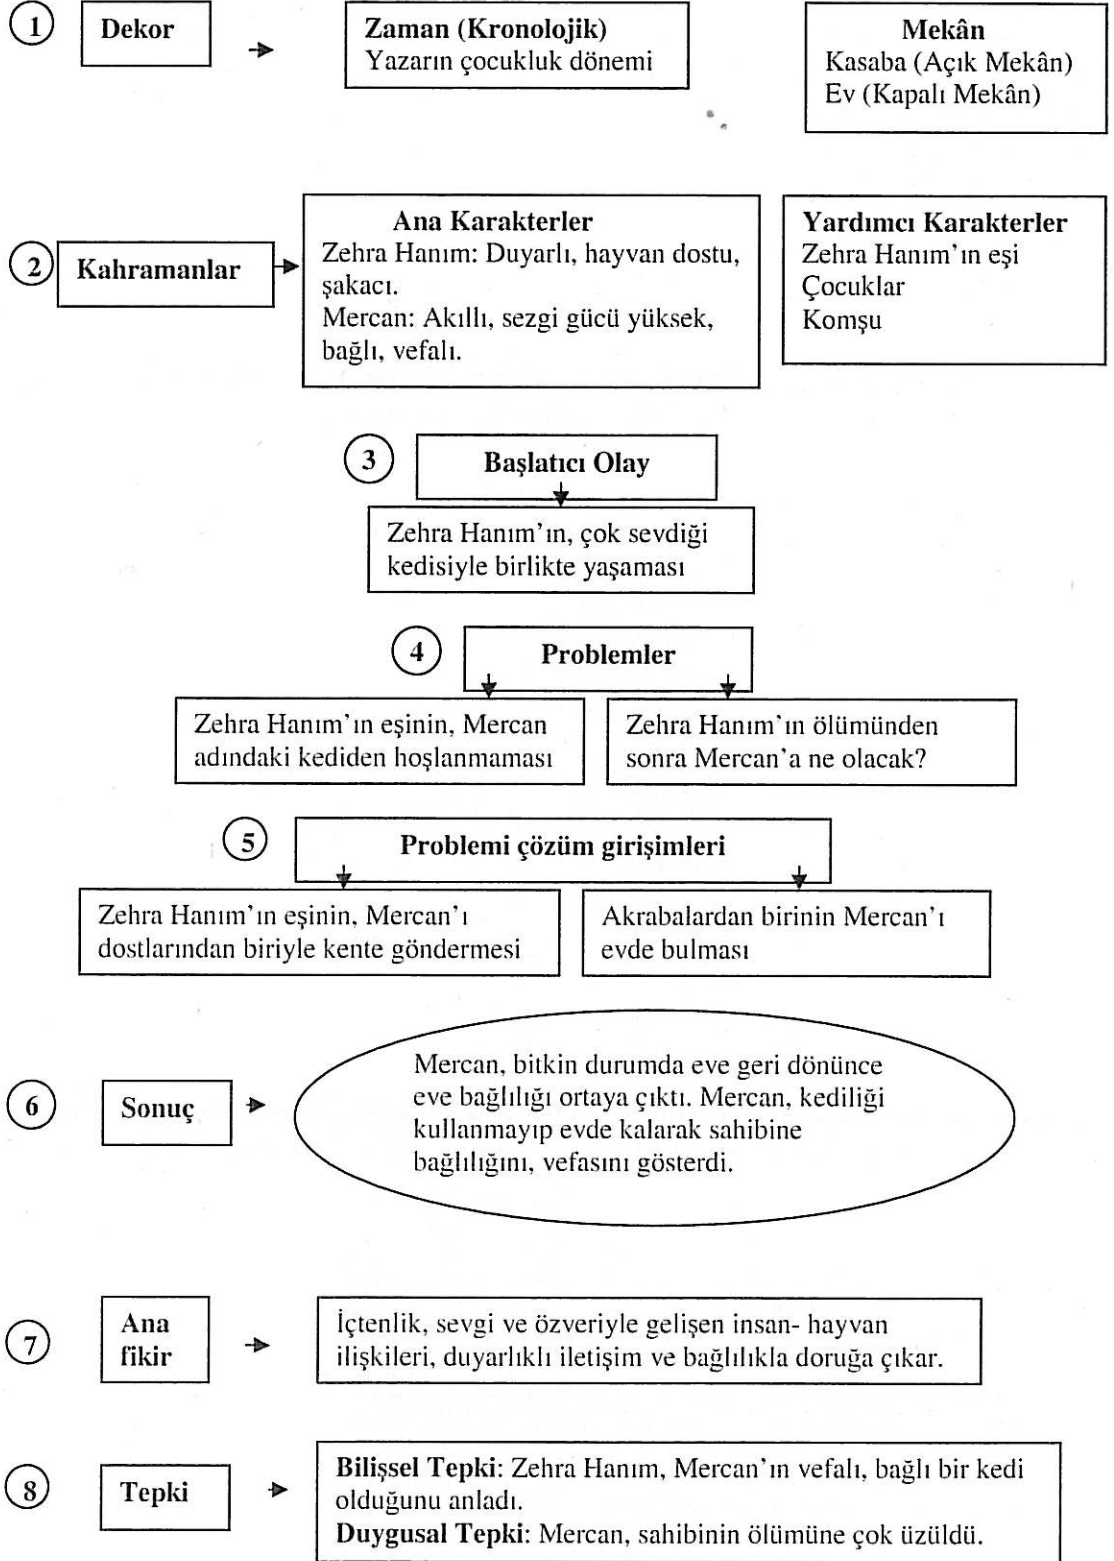 1
Dekor
Zaman (Kronolojik)
Yazarın çocukluk dönemi
Mekân
Kasaba (Açık Mekân)
Ev (Kapalı Mekân)
2
Kahramanlar
Ana Karakterler
Zehra Hanım: Duyarlı, hayvan dostu,
şakacı.
Mercan: Akıllı, sezgi gücü yüksek,
bağlı, vefalı.
Yardımcı Karakterler
Zehra Hanım’ın eşi
Çocuklar
Komşu
3
Başlatıcı Olay
Zehra Hanım’ın, çok sevdiği
kedisiyle birlikte yaşaması
4
Problemler
Zehra Hanım’ın eşinin, Mercan
adındaki kediden hoşlanmaması
Zehra Hanım’ın ölümünden
sonra Mercan’a ne olacak?
5
Problemi çözüm girişimleri
Zehra Hanım’ın eşinin, Mercan’ı
dostlarından biriyle kente göndermesi
Akrabalardan birinin Mercan’ı
evde bulması
6
Sonuç
Mercan, bitkin durumda eve geri dönünce
eve bağlılığı ortaya çıktı. Mercan, kediliği
kullanmayıp evde kalarak sahibine
bağlılığını, vefasını gösterdi.
7
Ana
fikir
İçtenlik, sevgi ve özveriyle gelişen insan- hayvan
ilişkileri, duyarlıklı iletişim ve bağlılıkla doruğa çıkar.
8
Tepki
Bilişsel Tepki: Zehra Hanım, Mercan’ın vefalı, bağlı bir kedi
olduğunu anladı.
Duygusal Tepki: Mercan, sahibinin ölümüne çok üzüldü.